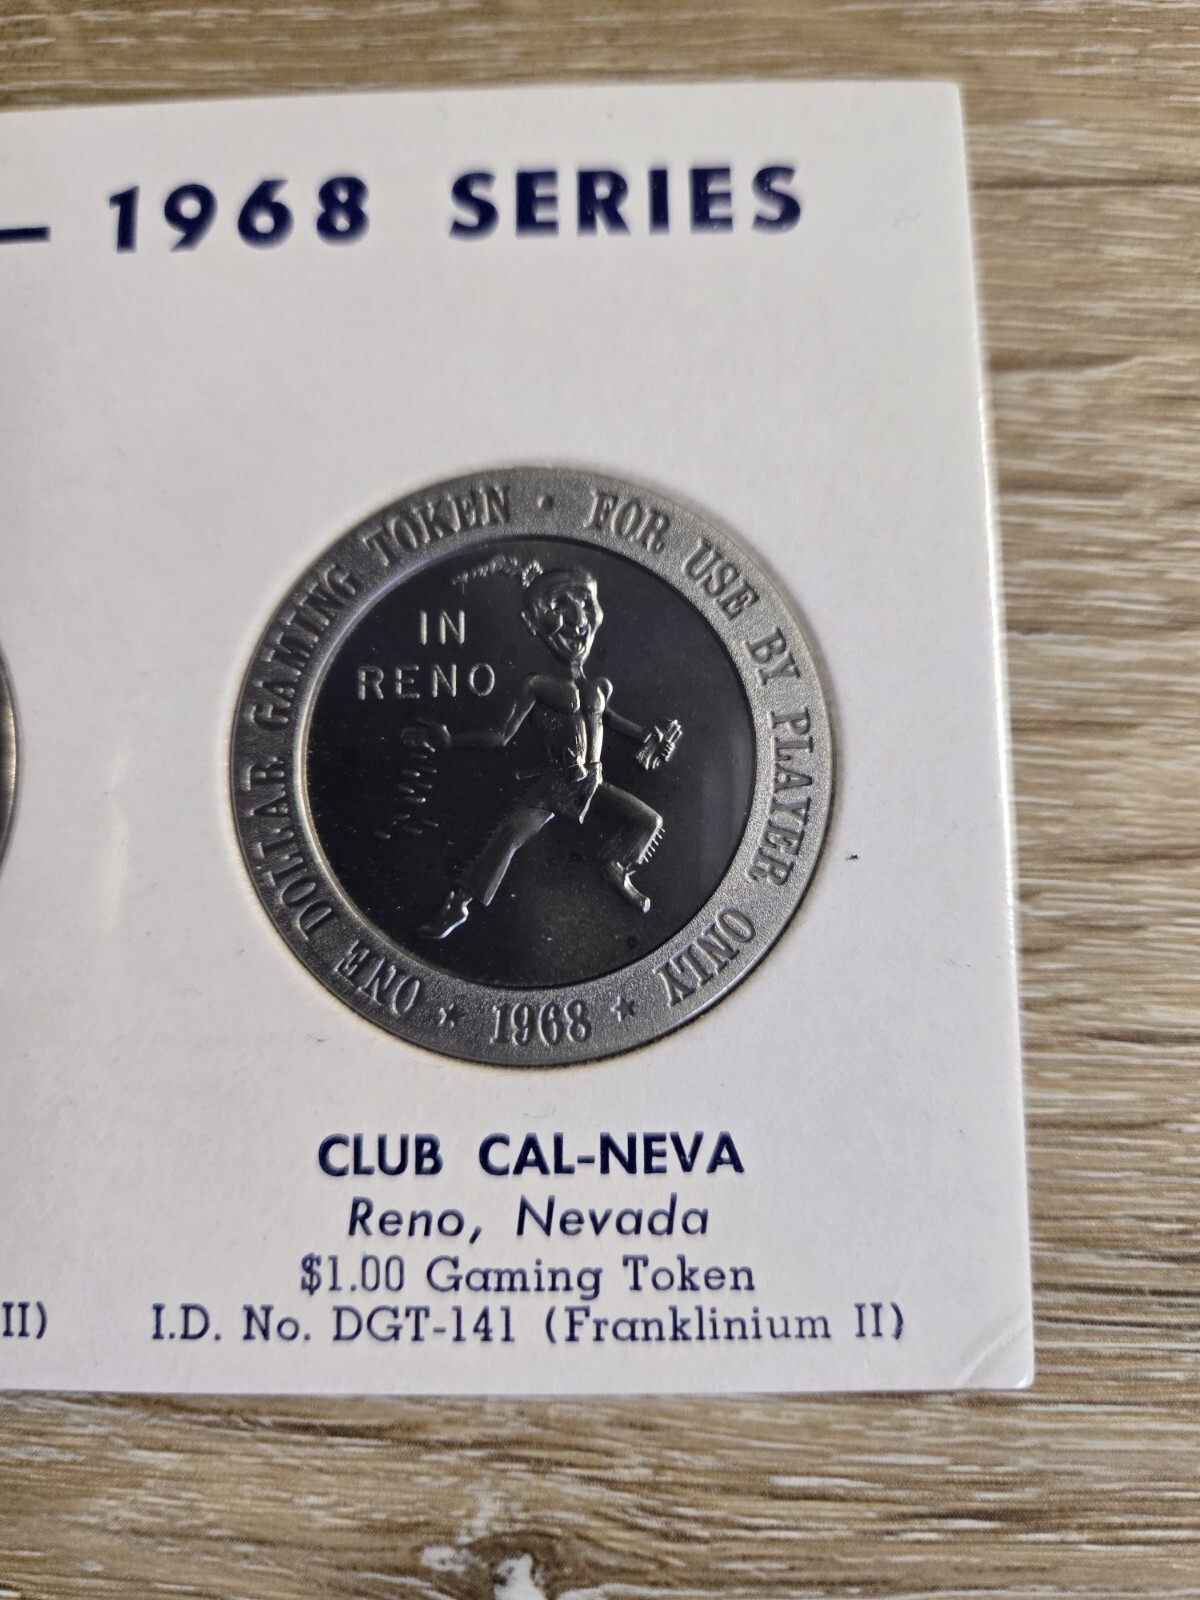 — 1968 SERIES
ONE DOLLAR GAMING TOKEN · FOR USE BY PLAYER ONLY
IN
RENO
★ 1968 ★
CLUB CAL-NEVA
Reno, Nevada
$1.00 Gaming Token
II)
I.D. No. DGT-141 (Franklinium II)